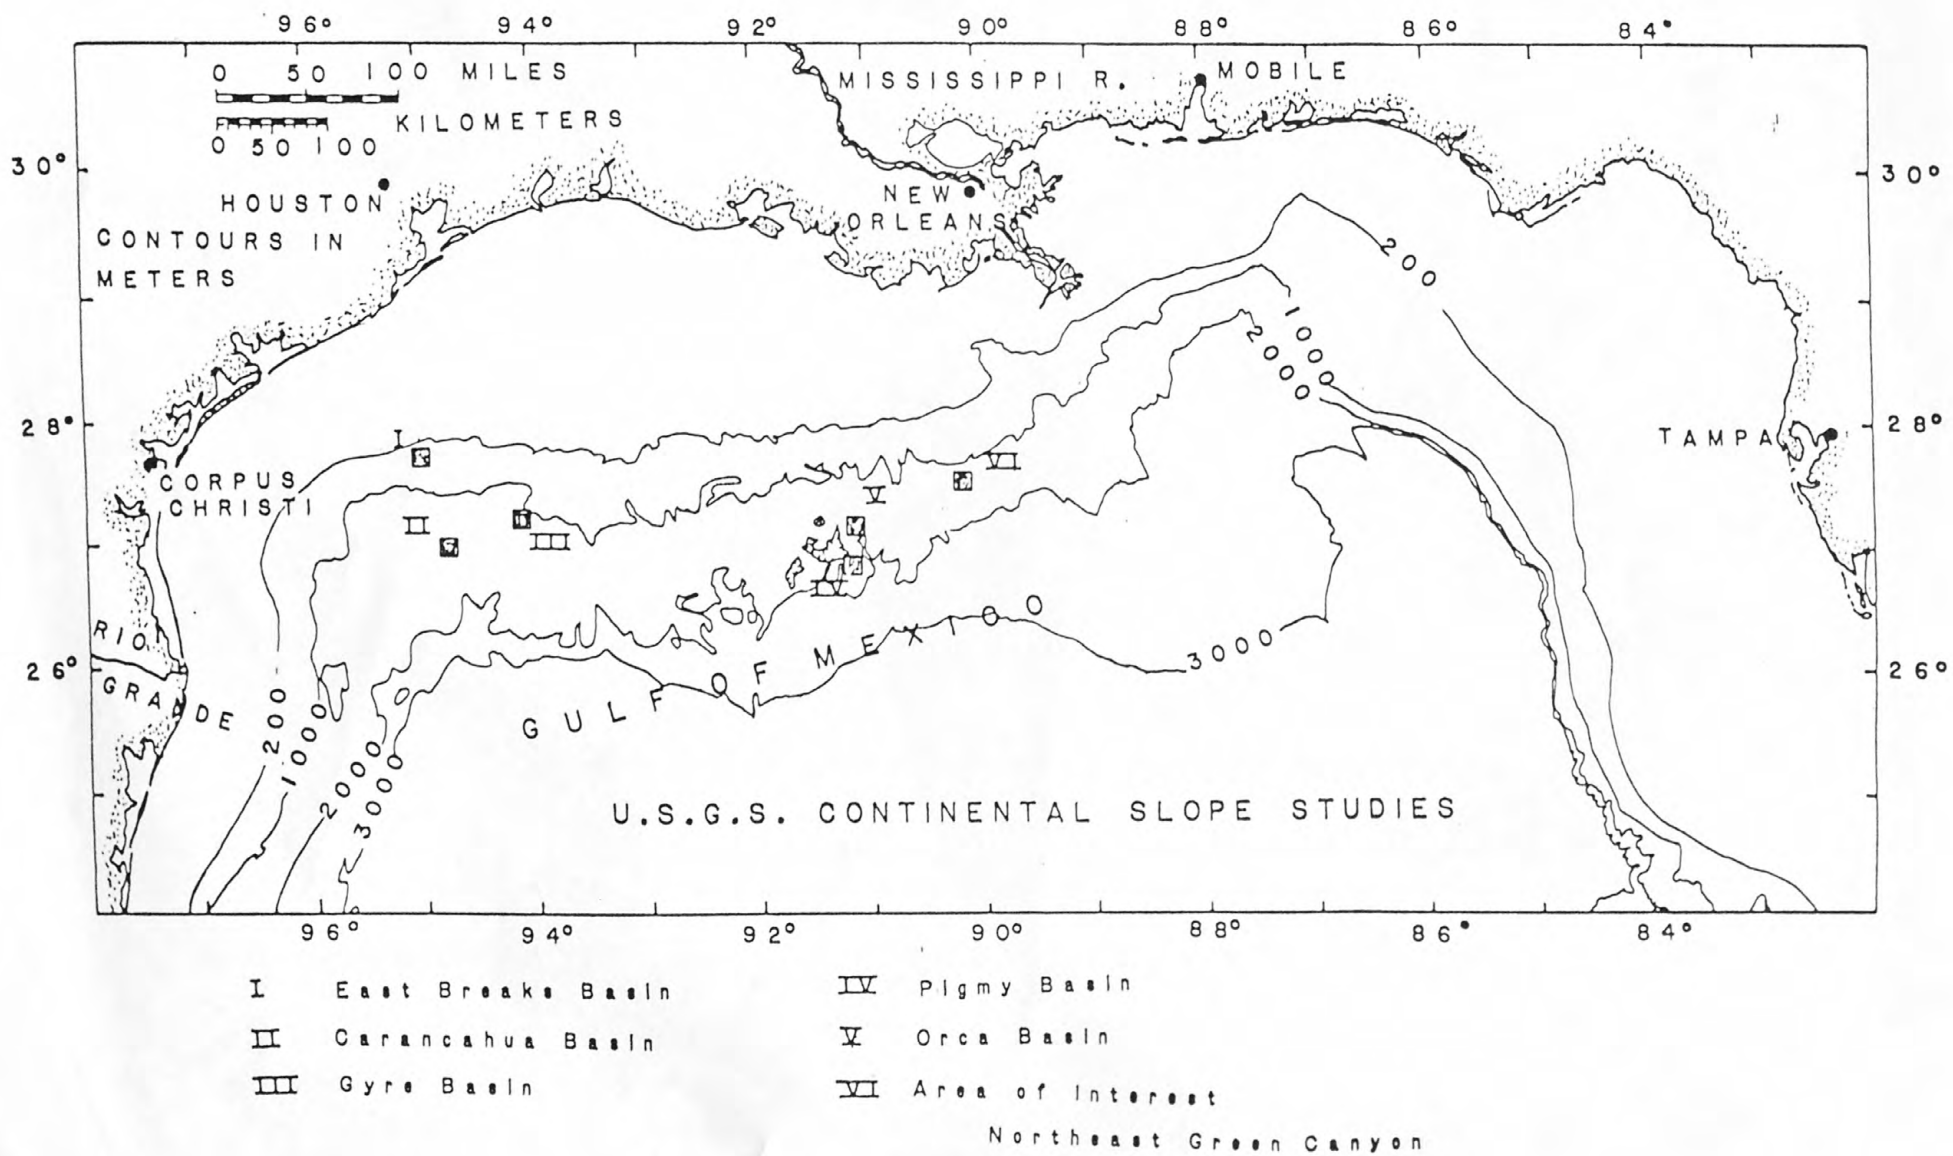 96° 94° 92° 90° 88° 86° 84°
0 50 100 MILES
KILOMETERS
0 50 100
MISSISSIPPI R.
MOBILE
30°
30°
HOUSTON
NEW
ORLEANS
CONTOURS IN
METERS
200
1000
2000
28°
28°
TAMPA
I
CORPUS
CHRISTI
II
III
IV
V
VI
RIO
GRANDE
26°
26°
GULF OF MEXICO
3000
200
1000
2000
3000
U.S.G.S. CONTINENTAL SLOPE STUDIES
96° 94° 92° 90° 88° 86° 84°
I East Breaks Basin
II Carancahua Basin
III Gyre Basin
IV Pigmy Basin
V Orca Basin
VI Area of Interest
Northeast Green Canyon